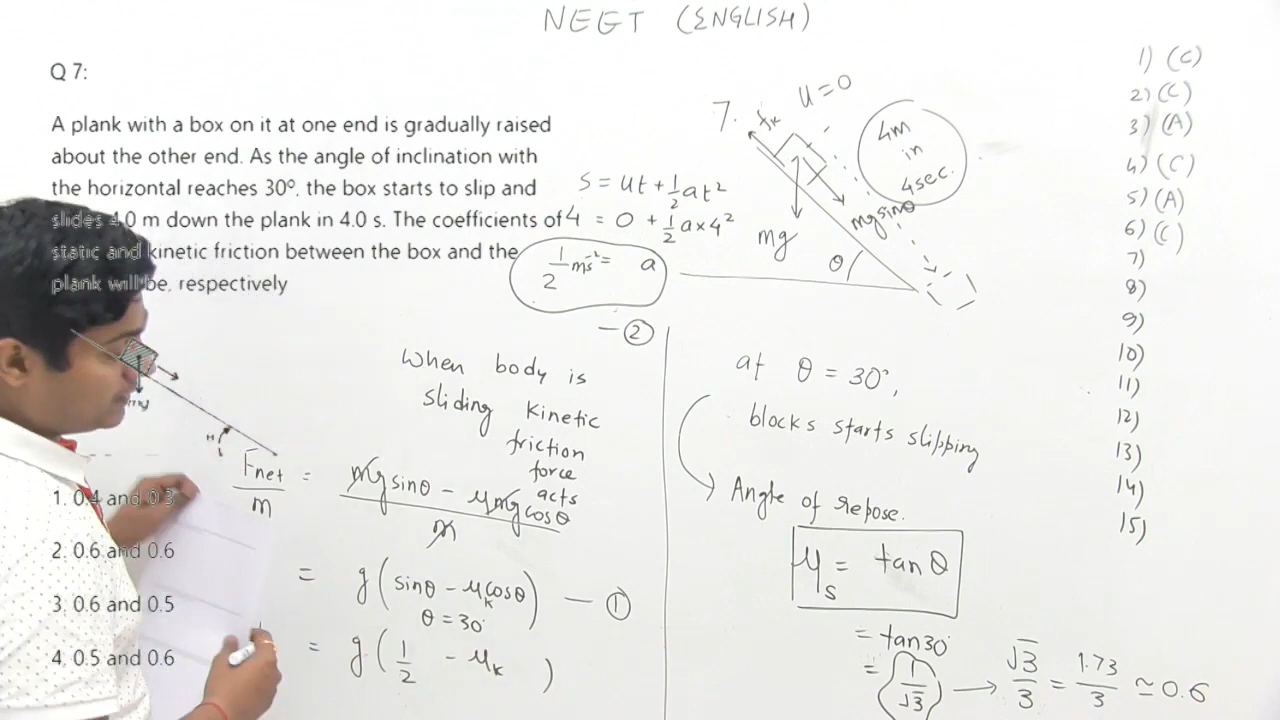 NEET (ENGLISH)
Q 7:
A plank with a box on it at one end is gradually raised
about the other end. As the angle of inclination with
the horizontal reaches 30º, the box starts to slip and
slides 4.0 m down the plank in 4.0 s. The coefficients of
static and kinetic friction between the box and the
plank will be, respectively
mg
1. 0.4 and 0.3
2. 0.6 and 0.6
3. 0.6 and 0.5
4. 0.5 and 0.6
S = ut + 1/2 at²
4 = 0 + 1/2 a×4²
1/2 ms⁻² = a
— ②
When body is
sliding kinetic
friction
force
acts
Fnet/m = (mg sinθ - μmg cosθ)/m
= g(sinθ - μk cosθ) — ①
θ = 30°
= g(1/2 - μk )
7.
fk
u = 0
4m
in
4sec.
mg sinθ
mg
θ
at θ = 30°,
blocks starts slipping
Angle of repose.
μs = tan θ
= tan30°
= 1/√3 → √3/3 = 1.73/3 ≃ 0.6
1) (C)
2) (C)
3) (A)
4) (C)
5) (A)
6) (C)
7)
8)
9)
10)
11)
12)
13)
14)
15)